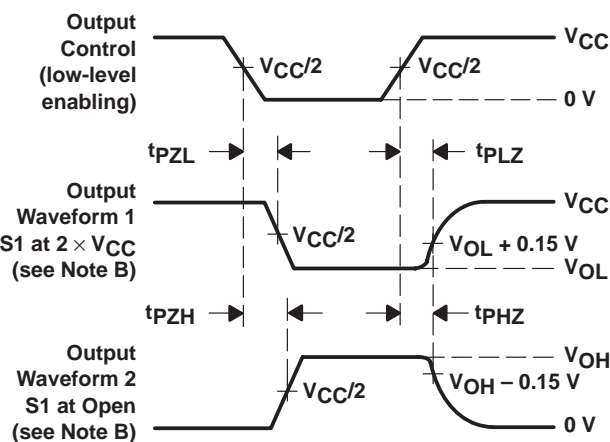 Output
Control
(low-level
enabling)
VCC/2
VCC/2
VCC
0 V
tPZL
tPLZ
Output
Waveform 1
S1 at 2 × VCC
(see Note B)
VCC/2
VCC
VOL + 0.15 V
VOL
tPZH
tPHZ
Output
Waveform 2
S1 at Open
(see Note B)
VCC/2
VOH
VOH – 0.15 V
0 V